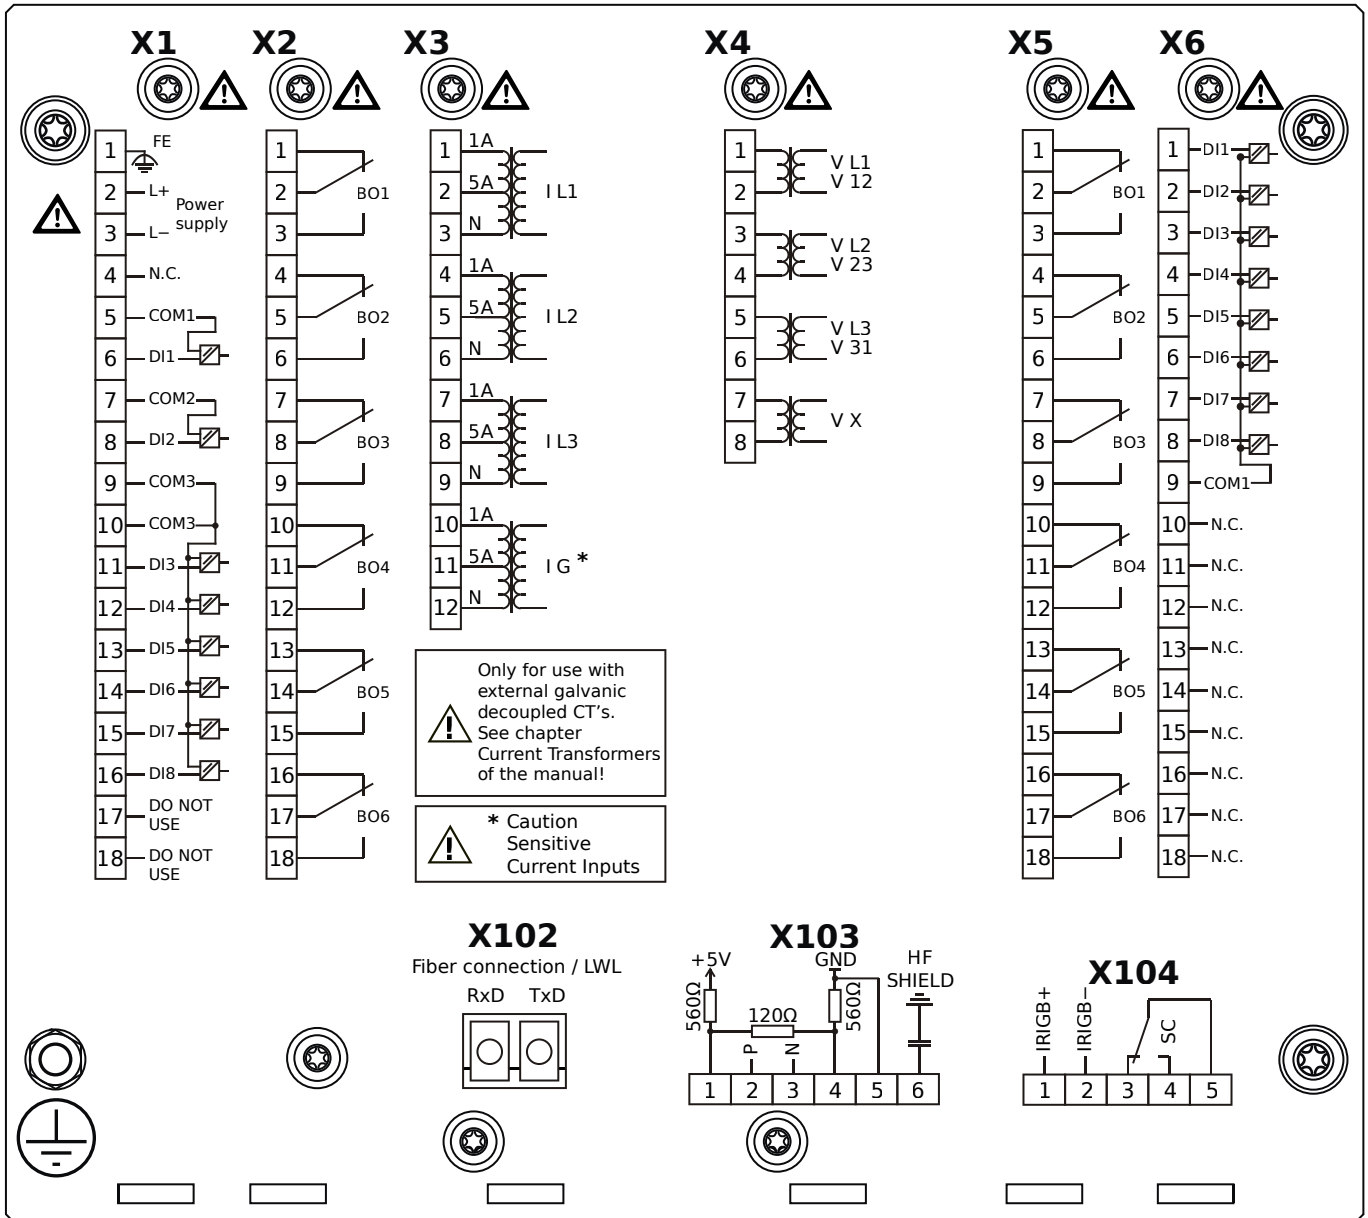 X1
1 FE
2 L+
Power
supply
3 L−
4 N.C.
5 COM1
6 DI1
7 COM2
8 DI2
9 COM3
10 COM3
11 DI3
12 DI4
13 DI5
14 DI6
15 DI7
16 DI8
17 DO NOT
USE
18 DO NOT
USE
X2
1
2 BO1
3
4
5 BO2
6
7
8 BO3
9
10
11 BO4
12
13
14 BO5
15
16
17 BO6
18
X3
1 1A
2 5A I L1
3 N
4 1A
5 5A I L2
6 N
7 1A
8 5A I L3
9 N
10 1A
11 5A I G *
12 N
Only for use with
external galvanic
decoupled CT's.
See chapter
Current Transformers
of the manual!
* Caution
Sensitive
Current Inputs
X4
1 V L1
2 V 12
3 V L2
4 V 23
5 V L3
6 V 31
7 V X
8
X5
1
2 BO1
3
4
5 BO2
6
7
8 BO3
9
10
11 BO4
12
13
14 BO5
15
16
17 BO6
18
X6
1 DI1
2 DI2
3 DI3
4 DI4
5 DI5
6 DI6
7 DI7
8 DI8
9 COM1
10 N.C.
11 N.C.
12 N.C.
13 N.C.
14 N.C.
15 N.C.
16 N.C.
17 N.C.
18 N.C.
X102
Fiber connection / LWL
RxD TxD
X103
+5V GND HF
SHIELD
560Ω 120Ω 560Ω
P N
1 2 3 4 5 6
X104
IRIGB+ IRIGB− SC
1 2 3 4 5